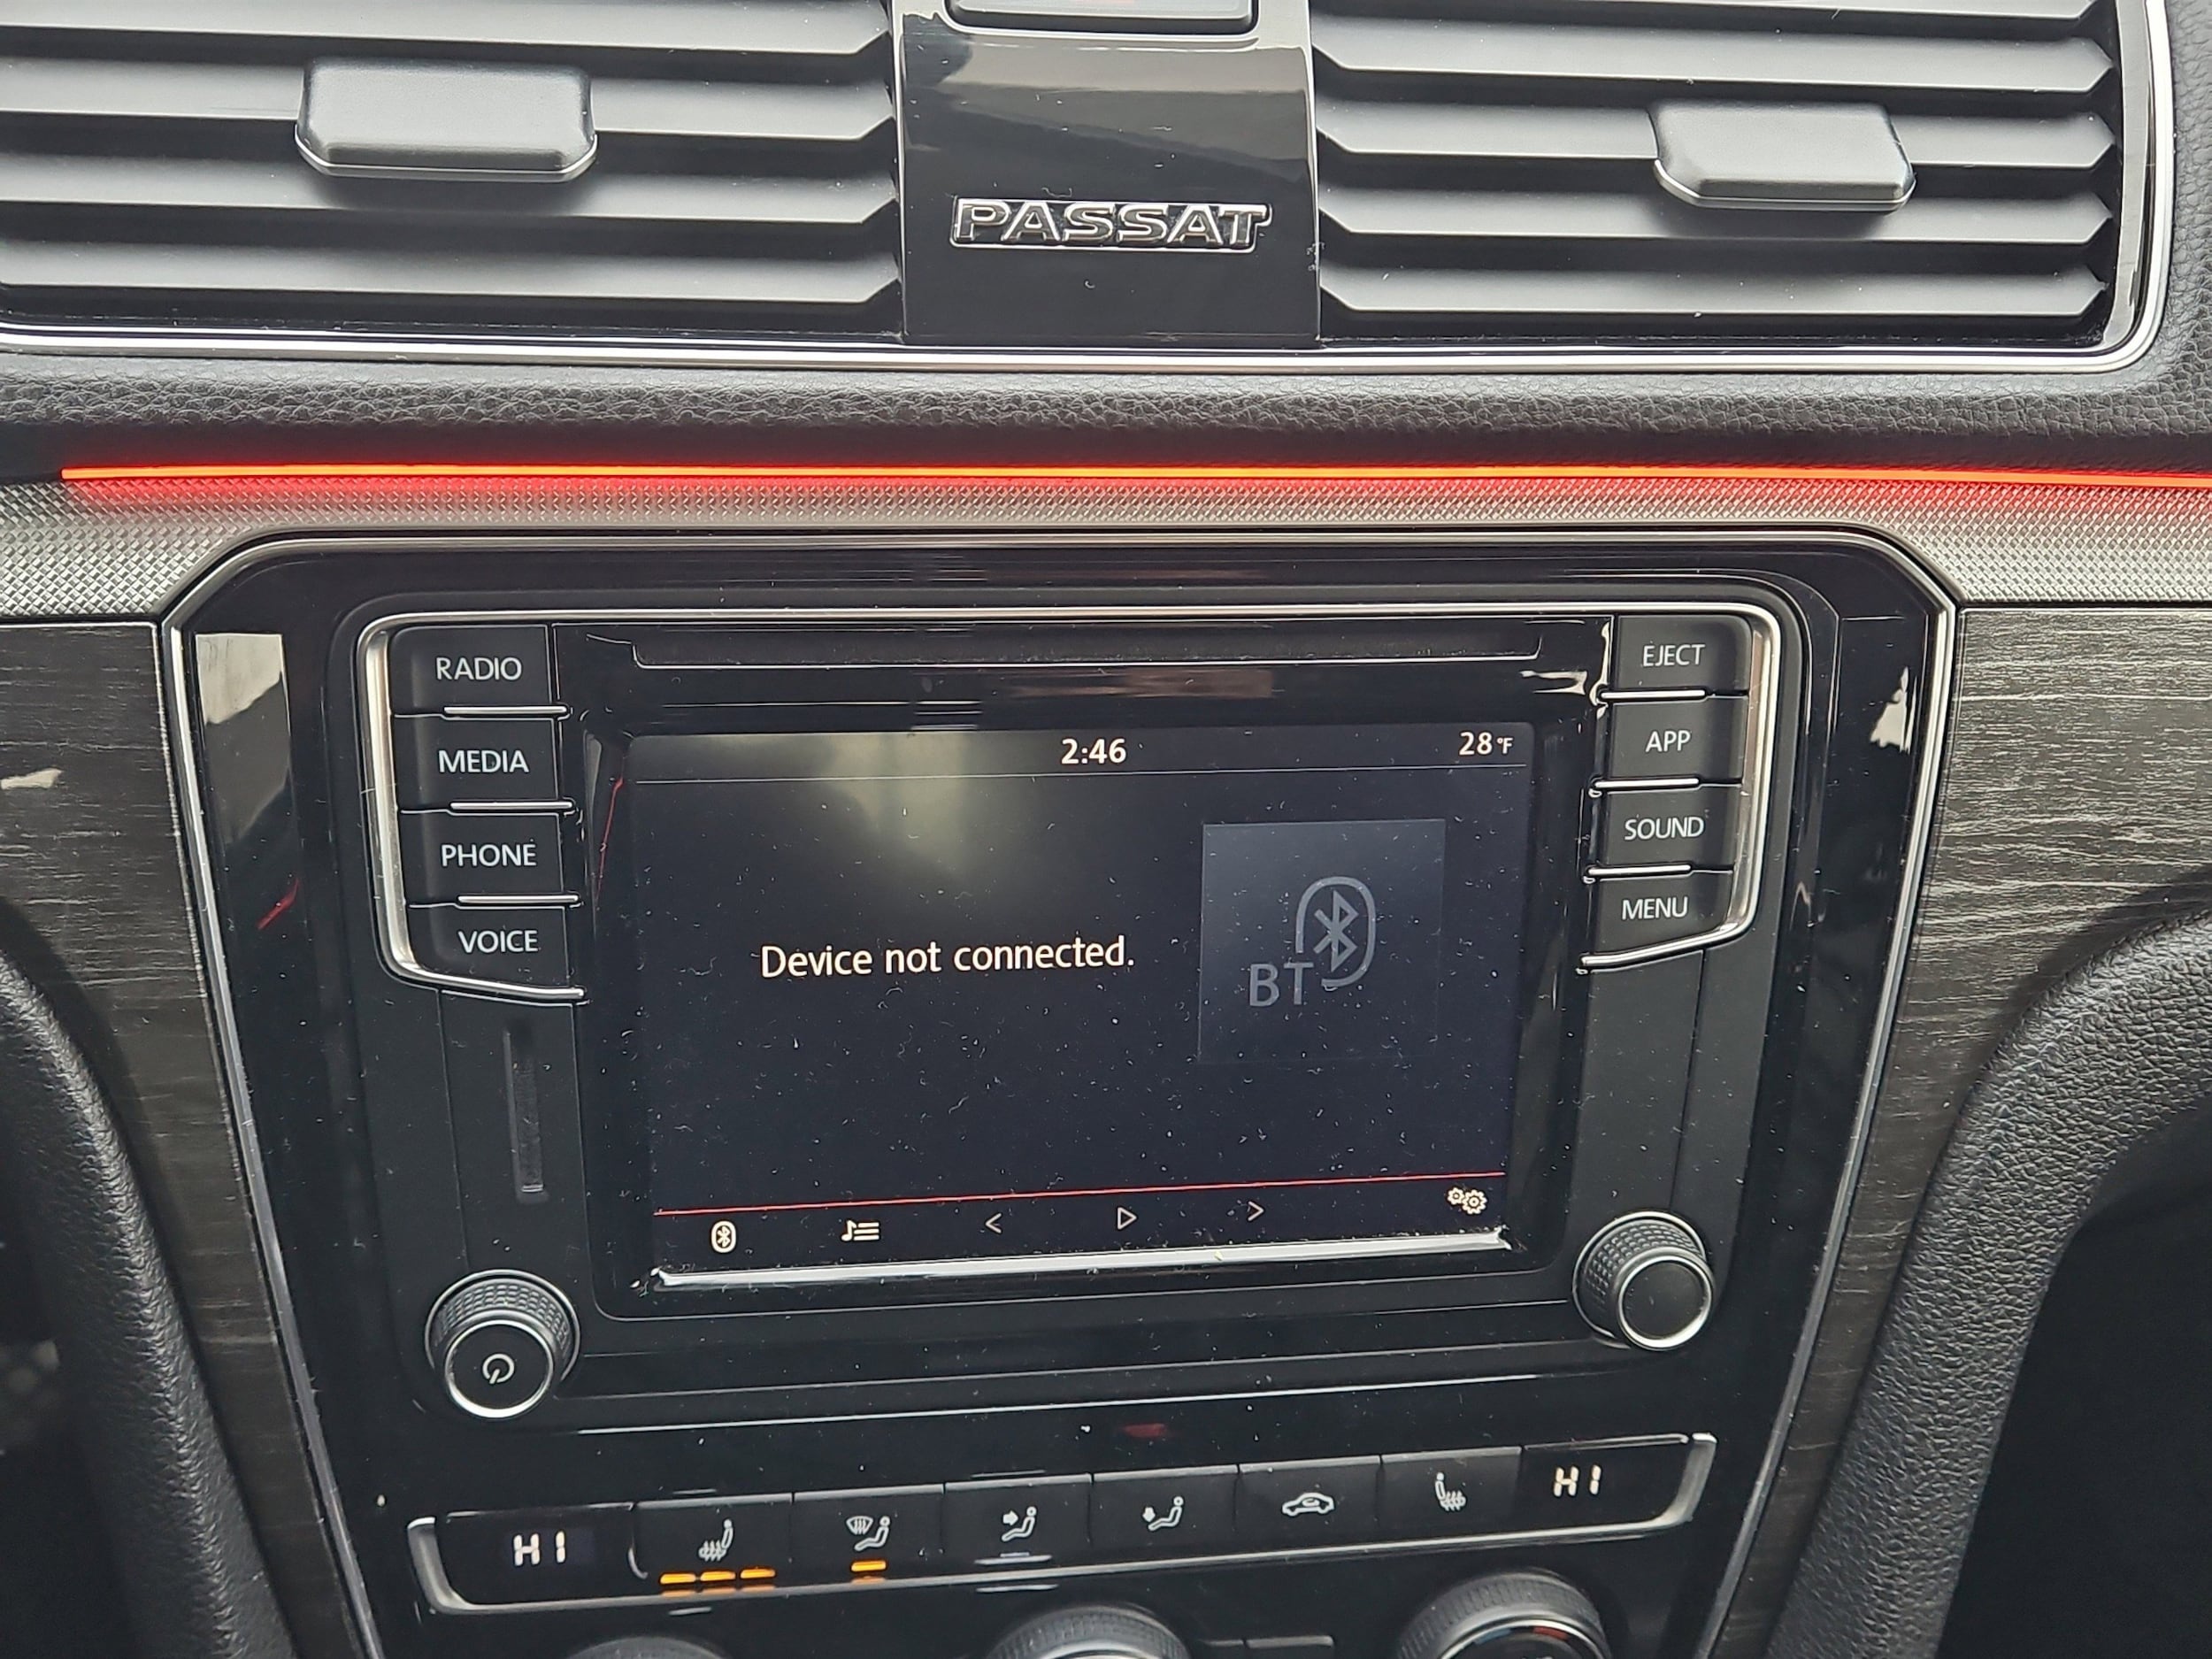 PASSAT
RADIO
MEDIA
PHONE
VOICE
2:46
28°F
Device not connected.
BT
EJECT
APP
SOUND
MENU
HI
HI